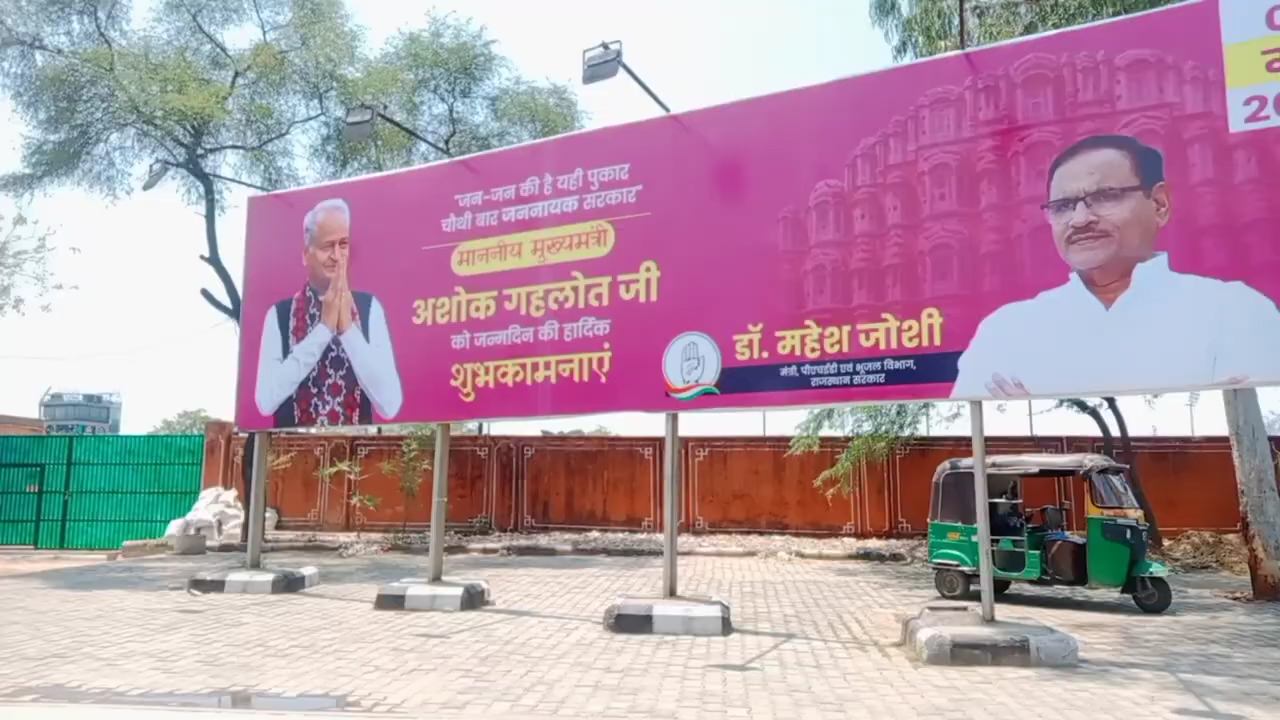 "जन-जन की है यही पुकार
चौथी बार जननायक सरकार"
माननीय मुख्यमंत्री
अशोक गहलोत जी
को जन्मदिन की हार्दिक
शुभकामनाएं
डॉ. महेश जोशी
मंत्री, पीएचईडी एवं भूजल विभाग,
राजस्थान सरकार